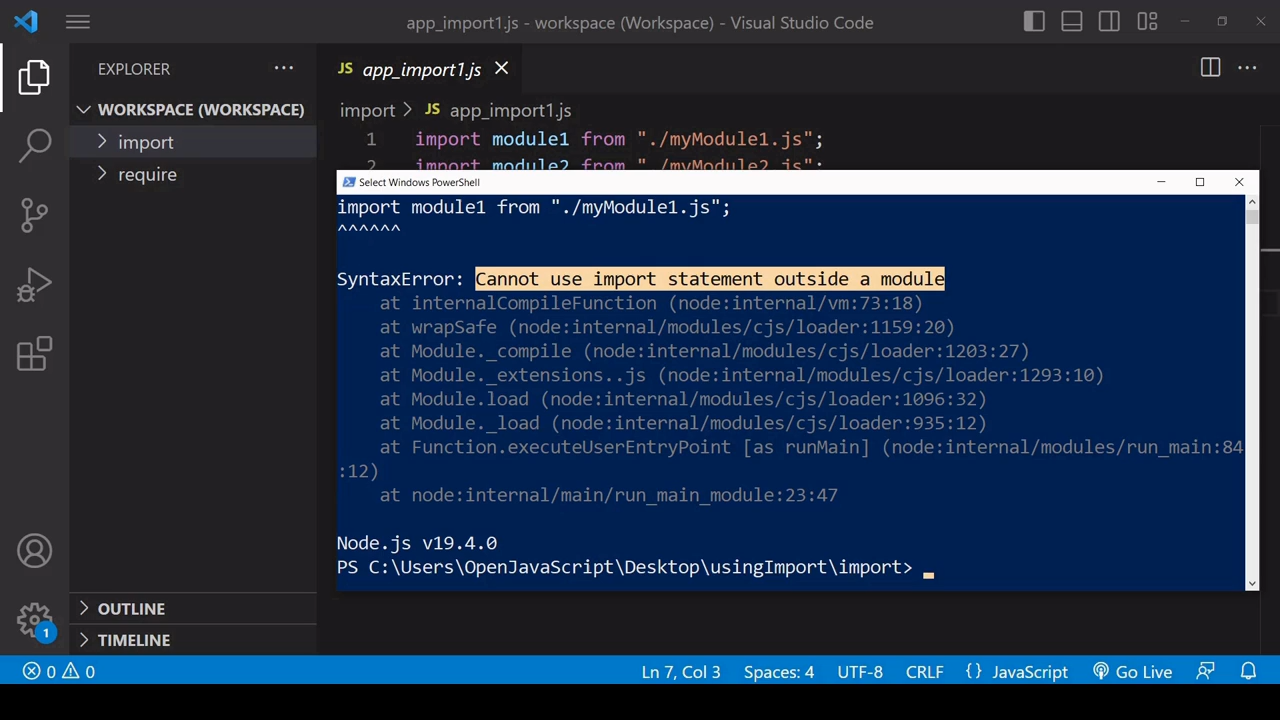 app_import1.js - workspace (Workspace) - Visual Studio Code
EXPLORER
JS app_import1.js
WORKSPACE (WORKSPACE)
import
require
import > JS app_import1.js
1 import module1 from "./myModule1.js";
2 import module2 from "./myModule2.js";
Select Windows PowerShell
import module1 from "./myModule1.js";
^^^^^^
SyntaxError: Cannot use import statement outside a module
at internalCompileFunction (node:internal/vm:73:18)
at wrapSafe (node:internal/modules/cjs/loader:1159:20)
at Module._compile (node:internal/modules/cjs/loader:1203:27)
at Module._extensions..js (node:internal/modules/cjs/loader:1293:10)
at Module.load (node:internal/modules/cjs/loader:1096:32)
at Module._load (node:internal/modules/cjs/loader:935:12)
at Function.executeUserEntryPoint [as runMain] (node:internal/modules/run_main:84
:12)
at node:internal/main/run_main_module:23:47
Node.js v19.4.0
PS C:\Users\OpenJavaScript\Desktop\usingImport\import>
1
OUTLINE
TIMELINE
0 0 Ln 7, Col 3 Spaces: 4 UTF-8 CRLF {} JavaScript Go Live